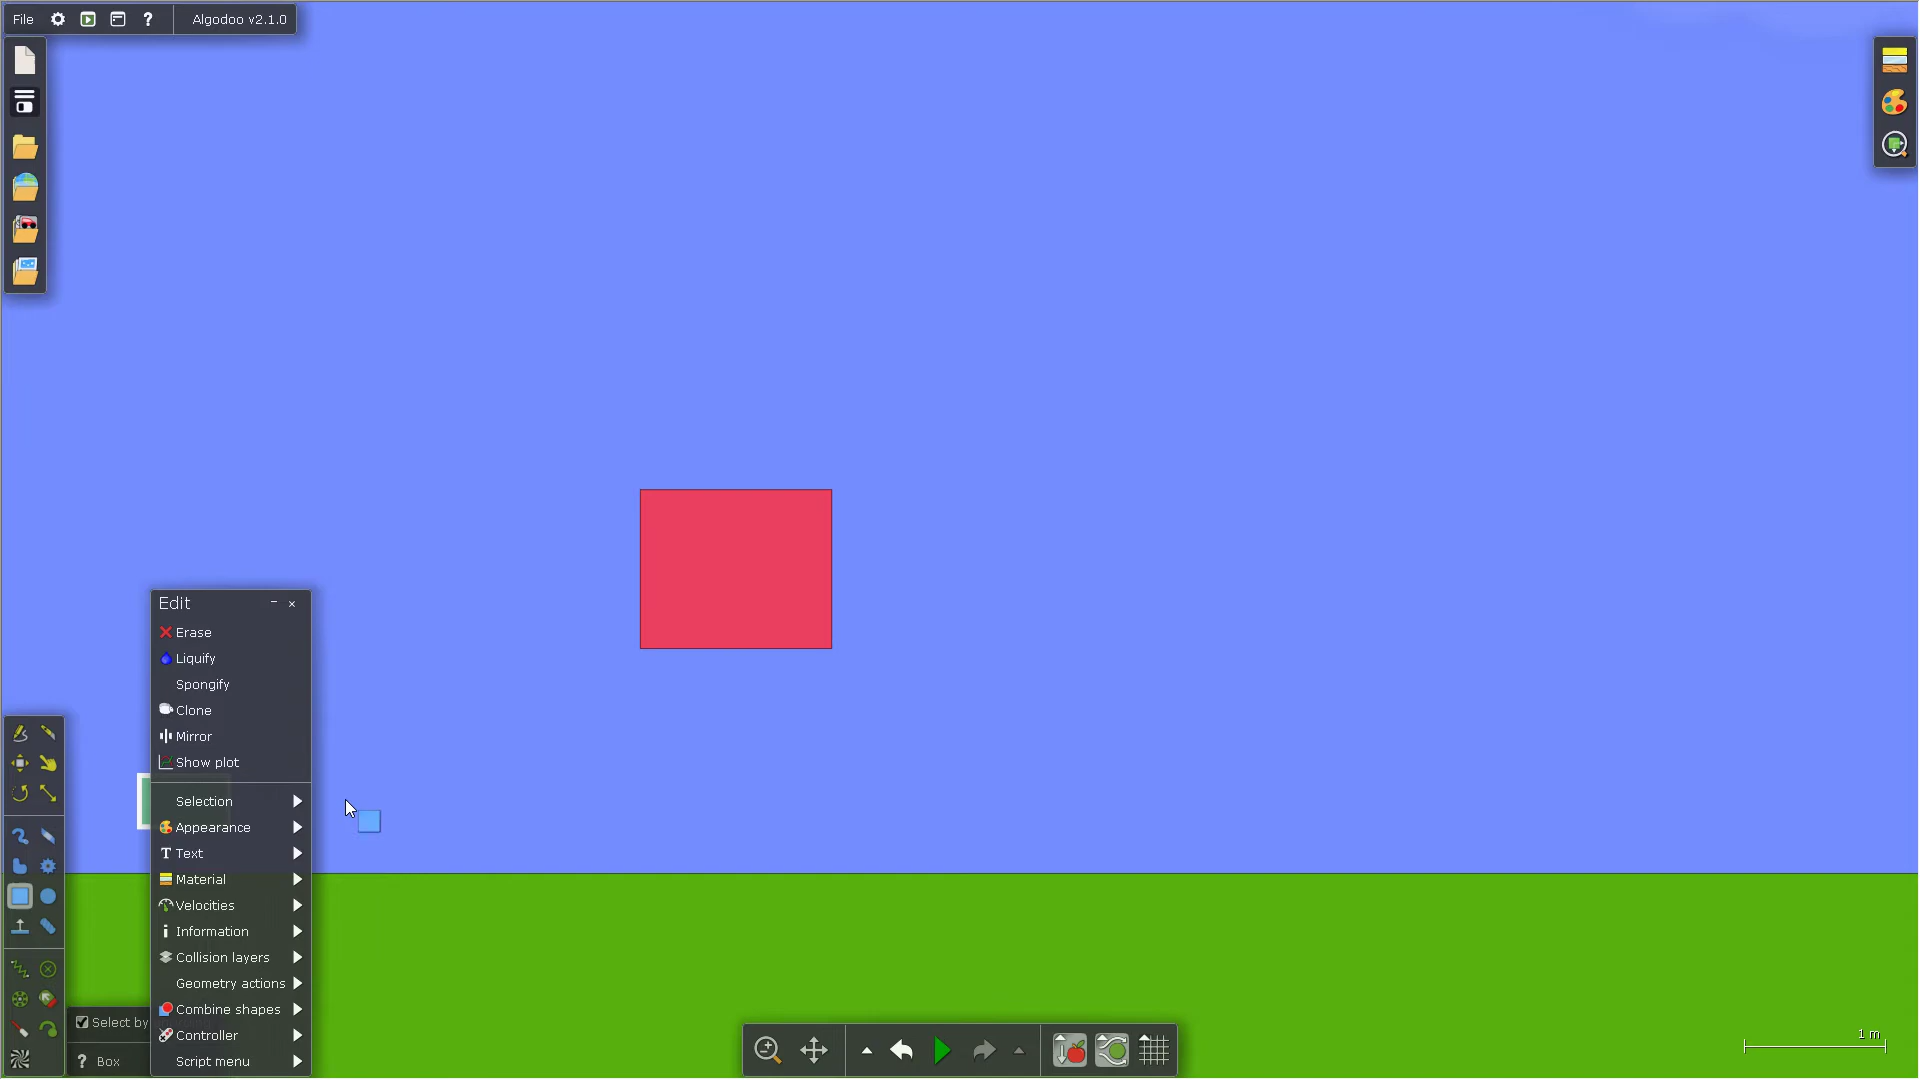 File ? Algodoo v2.1.0
Edit
Erase
Liquify
Spongify
Clone
Mirror
Show plot
Selection
Appearance
T Text
Material
Velocities
i Information
Collision layers
Geometry actions
Combine shapes
Controller
Script menu
Select by
? Box
1 m